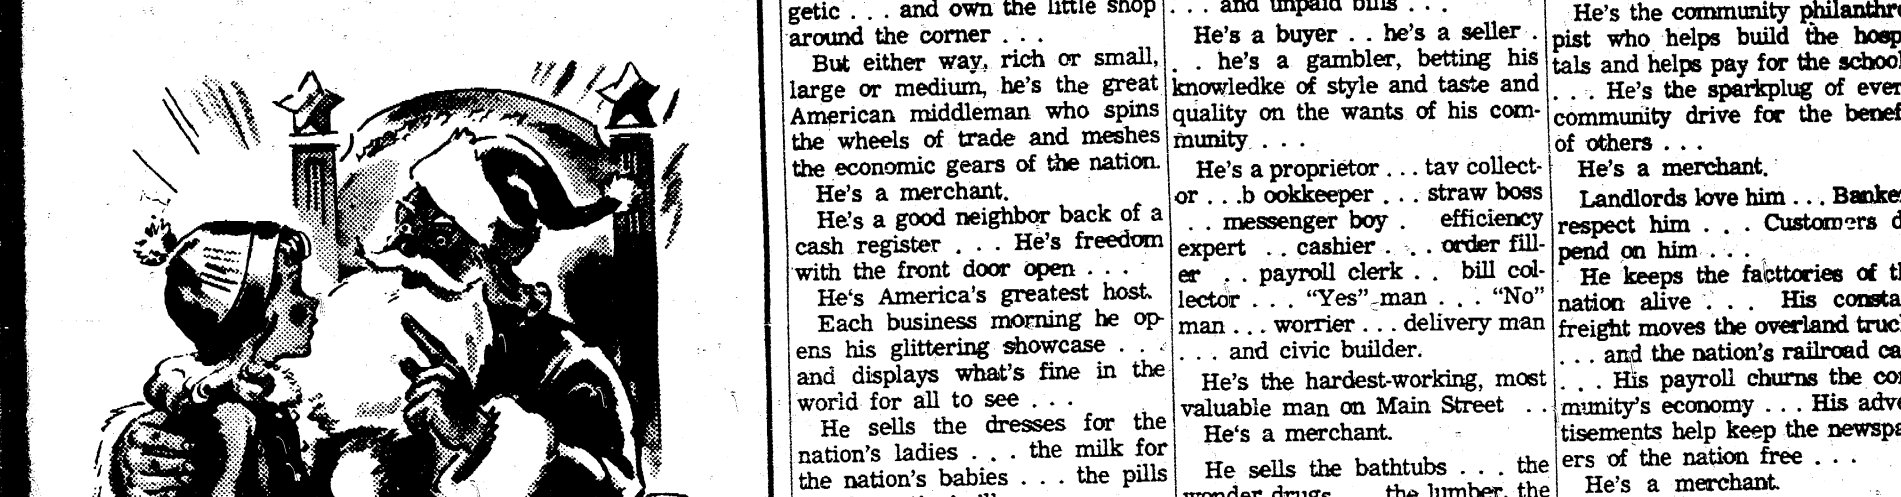 getic . . . and own the little shop
around the corner . . .
But either way, rich or small,
large or medium, he's the great
American middleman who spins
the wheels of trade and meshes
the economic gears of the nation.
He's a merchant.
He's a good neighbor back of a
cash register . . . He's freedom
with the front door open . . .
He's America's greatest host.
Each business morning he op-
ens his glittering showcase . . .
and displays what's fine in the
world for all to see . . .
He sells the dresses for the
nation's ladies . . . the milk for
the nation's babies . . . the pills
. . . and unpaid bills . . .
He's a buyer . . he's a seller .
. . he's a gambler, betting his
knowledke of style and taste and
quality on the wants of his com-
munity . . .
He's a proprietor . . . tav collect-
or . . .b ookkeeper . . . straw boss
. . messenger boy . efficiency
expert . . cashier . . . order fill-
er . . payroll clerk . . bill col-
lector . . . "Yes" man . . . "No"
man . . . worrier . . . delivery man
. . . and civic builder.
He's the hardest-working, most
valuable man on Main Street . .
He's a merchant.
He sells the bathtubs . . . the
wonder drugs . . . the lumber, the
He's the community philanthro
pist who helps build the hosp
tals and helps pay for the school
. . . He's the sparkplug of ever
community drive for the benef
of others . . .
He's a merchant.
Landlords love him . . . Banke
respect him . . . Customers d
pend on him . . .
He keeps the facttories of th
nation alive . . . His consta
freight moves the overland truc
. . . and the nation's railroad ca
. . . His payroll churns the co
munity's economy . . . His adve
tisements help keep the newspa
ers of the nation free . . .
He's a merchant.